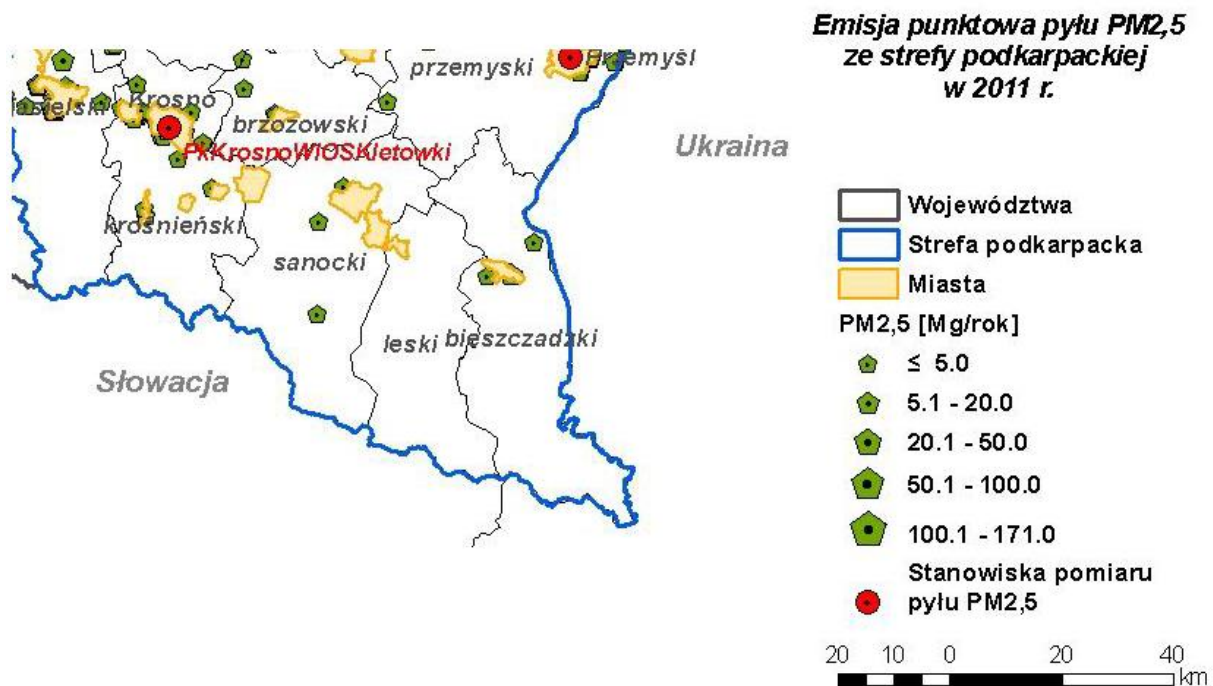 Emisja punktowa pyłu PM2,5
ze strefy podkarpackiej
w 2011 r.
przemyski
Przemyśl
jasielski
Krosno
brzozowski
PkKrosnoWIOSKletowki
Ukraina
krośnieński
sanocki
leski
bieszczadzki
Słowacja
Województwa
Strefa podkarpacka
Miasta
PM2,5 [Mg/rok]
≤ 5.0
5.1 - 20.0
20.1 - 50.0
50.1 - 100.0
100.1 - 171.0
Stanowiska pomiaru
pyłu PM2,5
20 10 0 20 40
km